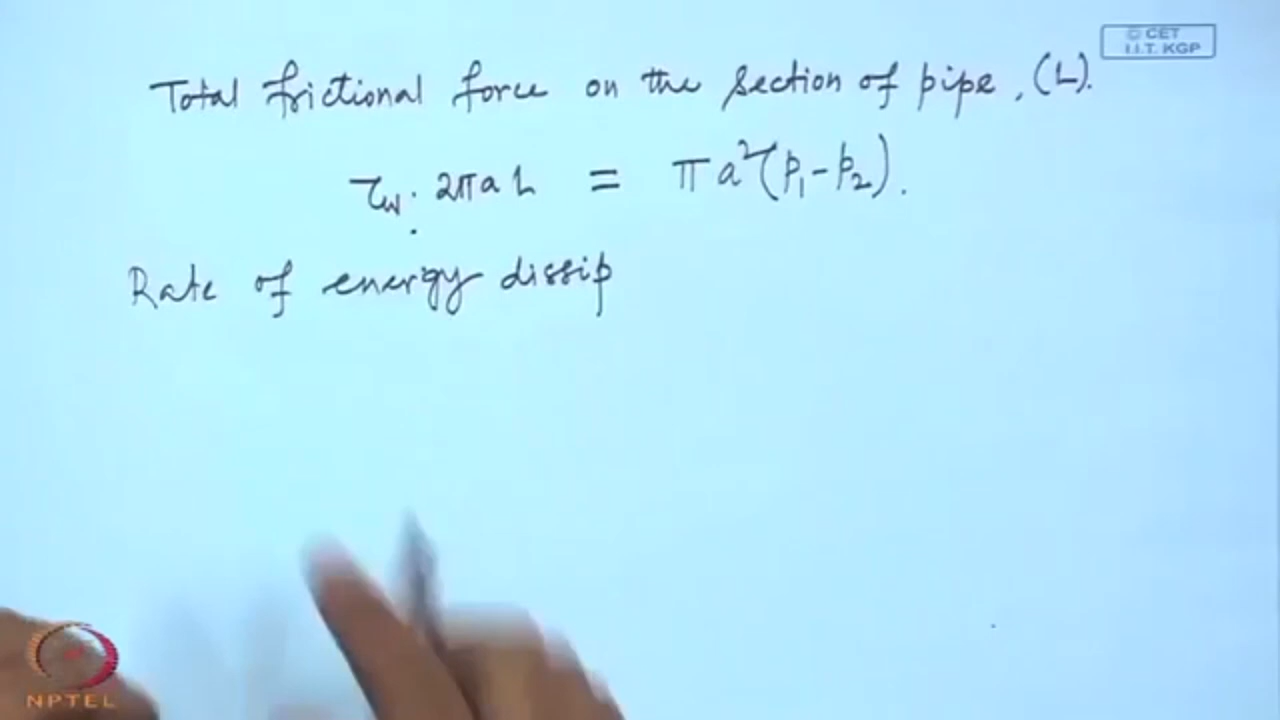 © CET
I.I.T. KGP
Total frictional force on the section of pipe, (L).
τw. 2πa L = πa²(p₁-p₂).
Rate of energy dissip
NPTEL